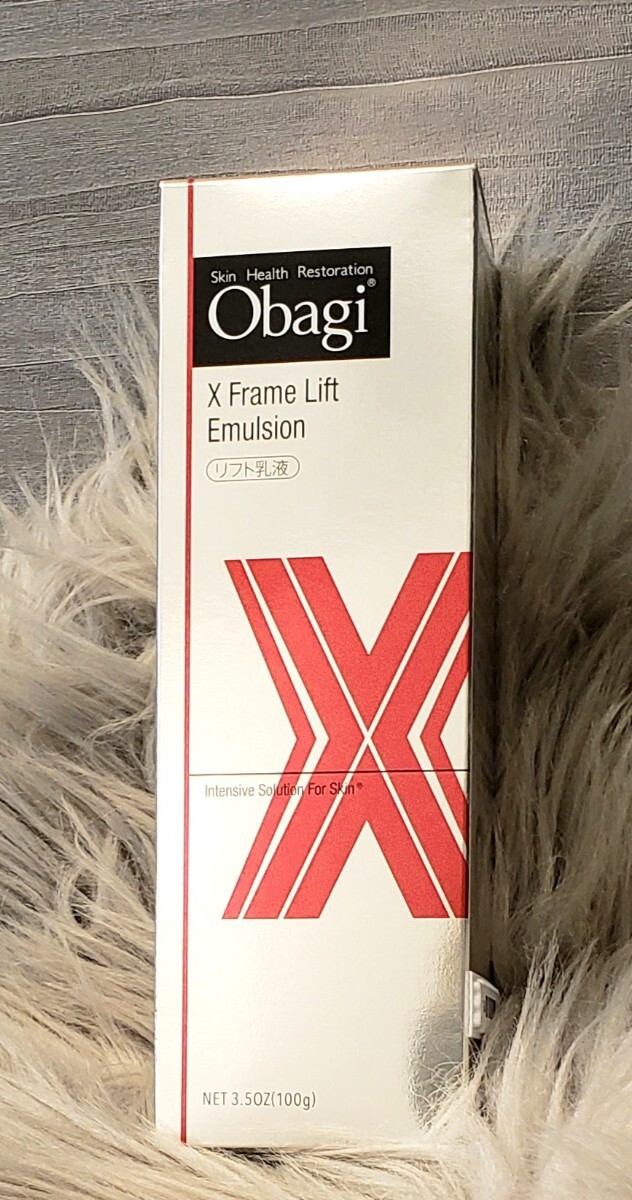 Skin Health Restoration
Obagi®
X Frame Lift
Emulsion
リフト乳液
X
Intensive Solution For Skin®
NET 3.5OZ(100g)